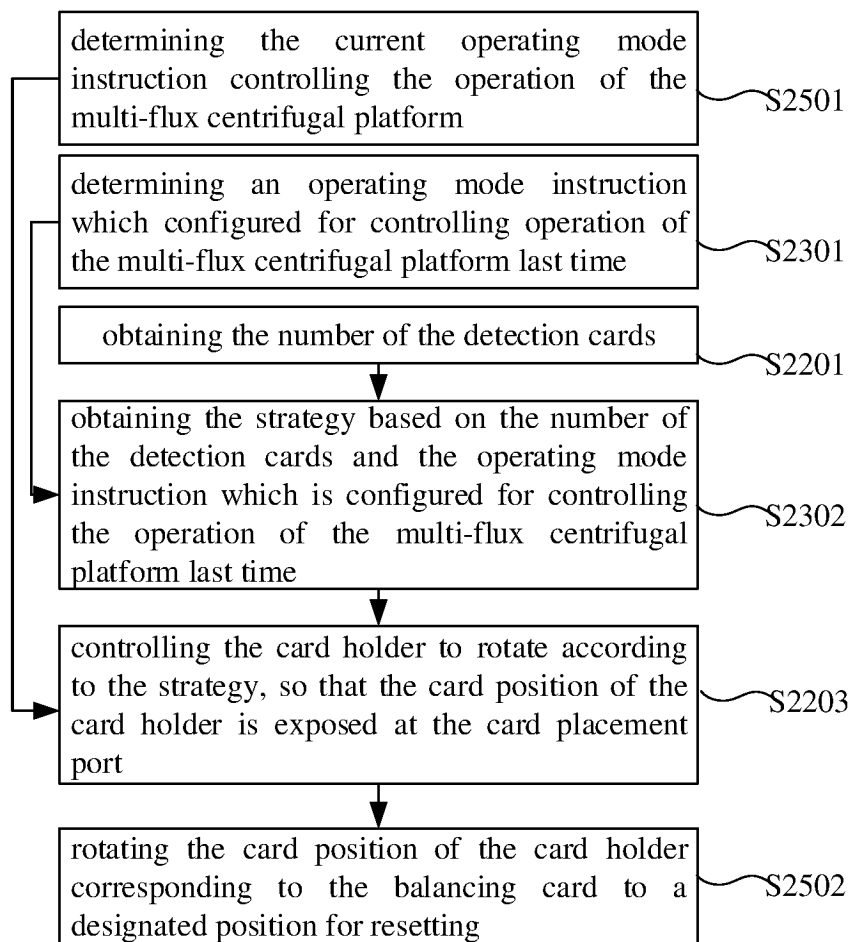 determining the current operating mode
instruction controlling the operation of the
multi-flux centrifugal platform
S2501
determining an operating mode instruction
which configured for controlling operation of
the multi-flux centrifugal platform last time
S2301
obtaining the number of the detection cards
S2201
obtaining the strategy based on the number of
the detection cards and the operating mode
instruction which is configured for controlling
the operation of the multi-flux centrifugal
platform last time
S2302
controlling the card holder to rotate according
to the strategy, so that the card position of the
card holder is exposed at the card placement
port
S2203
rotating the card position of the card holder
corresponding to the balancing card to a
designated position for resetting
S2502